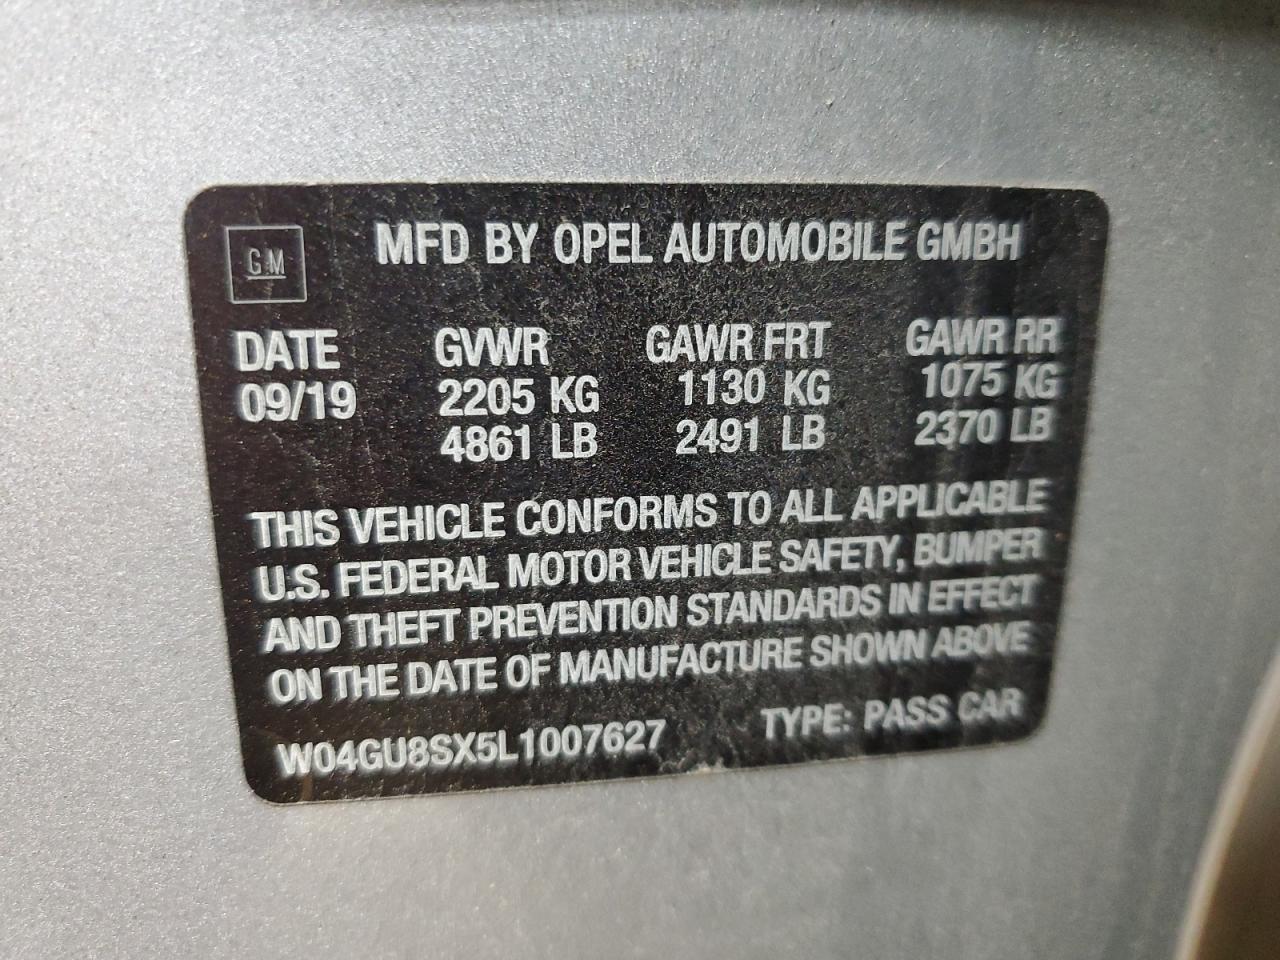 GM
MFD BY OPEL AUTOMOBILE GMBH
DATE GVWR GAWR FRT GAWR RR
09/19 2205 KG 1130 KG 1075 KG
4861 LB 2491 LB 2370 LB
THIS VEHICLE CONFORMS TO ALL APPLICABLE
U.S. FEDERAL MOTOR VEHICLE SAFETY, BUMPER
AND THEFT PREVENTION STANDARDS IN EFFECT
ON THE DATE OF MANUFACTURE SHOWN ABOVE
W04GU8SX5L1007627 TYPE: PASS CAR